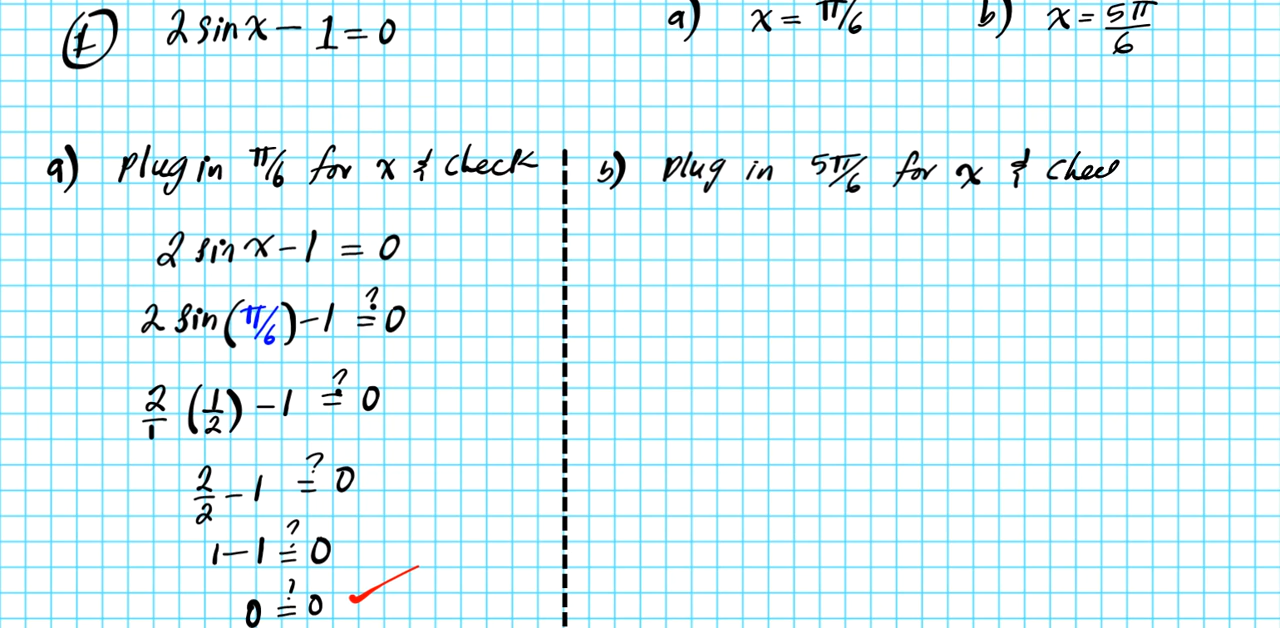 ① 2 sin x - 1 = 0 a) x = π/6 b) x = 5π/6
a) plug in π/6 for x & check
2 sin x - 1 = 0
2 sin(π/6) - 1 ≟ 0
2/1 (1/2) - 1 ≟ 0
2/2 - 1 ≟ 0
1 - 1 ≟ 0
0 ≟ 0 ✓
b) Plug in 5π/6 for x &